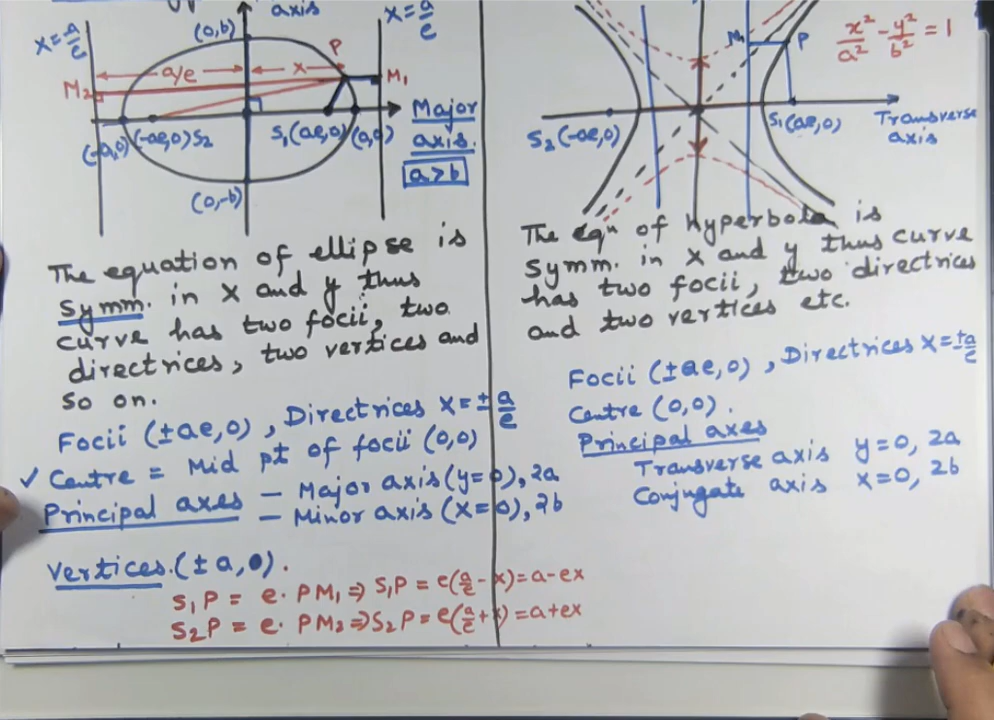 axis
x=a/e
x=a/e
(0,b)
P
a/e
x
M2
M1
(-a,0)
(-ae,0) S2
S1(ae,0)
(a,0)
Major
axis.
a>b
(0,-b)
The equation of ellipse is
symm. in x and y thus
curve has two focii, two
directrices, two vertices and
so on.
Focii (±ae,0), Directrices x=±a/e
✓ Centre = Mid pt of focii (0,0)
Principal axes — Major axis (y=0), 2a
— Minor axis (x=0), 2b
Vertices.(±a,0).
S1P = e. PM1 => S1P = e(a/e - x)=a-ex
S2P = e. PM2 => S2P = e(a/e + x)=a+ex
x²/a² - y²/b² = 1
M1
P
S2(-ae,0)
S1(ae,0)
Transverse
axis
The eqn of hyperbola is
symm. in x and y thus curve
has two focii, two directrices
and two vertices etc.
Focii (±ae,0), Directrices x=±a/e
Centre (0,0).
Principal axes
Transverse axis y=0, 2a
Conjugate axis x=0, 2b